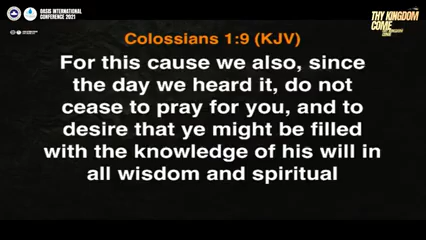 OASIS INTERNATIONAL
CONFERENCE 2021
THY KINGDOM
COME
Colossians 1:9 (KJV)
For this cause we also, since
the day we heard it, do not
cease to pray for you, and to
desire that ye might be filled
with the knowledge of his will in
all wisdom and spiritual